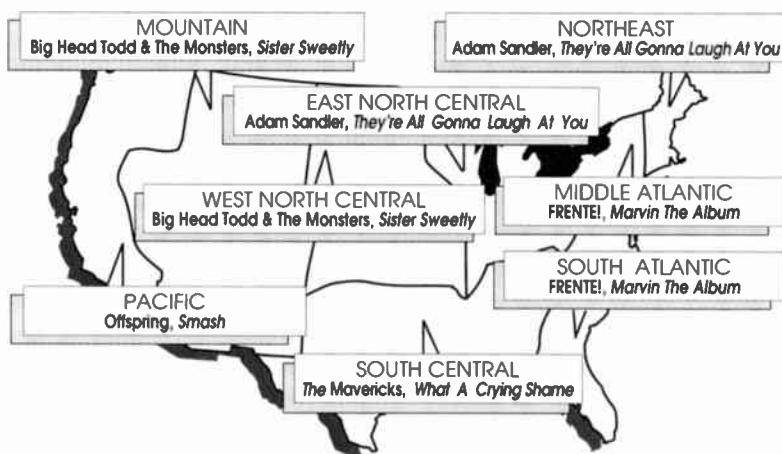 MOUNTAIN
Big Head Todd & The Monsters, Sister Sweetly
NORTHEAST
Adam Sandler, They're All Gonna Laugh At You
EAST NORTH CENTRAL
Adam Sandler, They're All Gonna Laugh At You
WEST NORTH CENTRAL
Big Head Todd & The Monsters, Sister Sweetly
MIDDLE ATLANTIC
FRENTE!, Marvin The Album
SOUTH ATLANTIC
FRENTE!, Marvin The Album
PACIFIC
Offspring, Smash
SOUTH CENTRAL
The Mavericks, What A Crying Shame